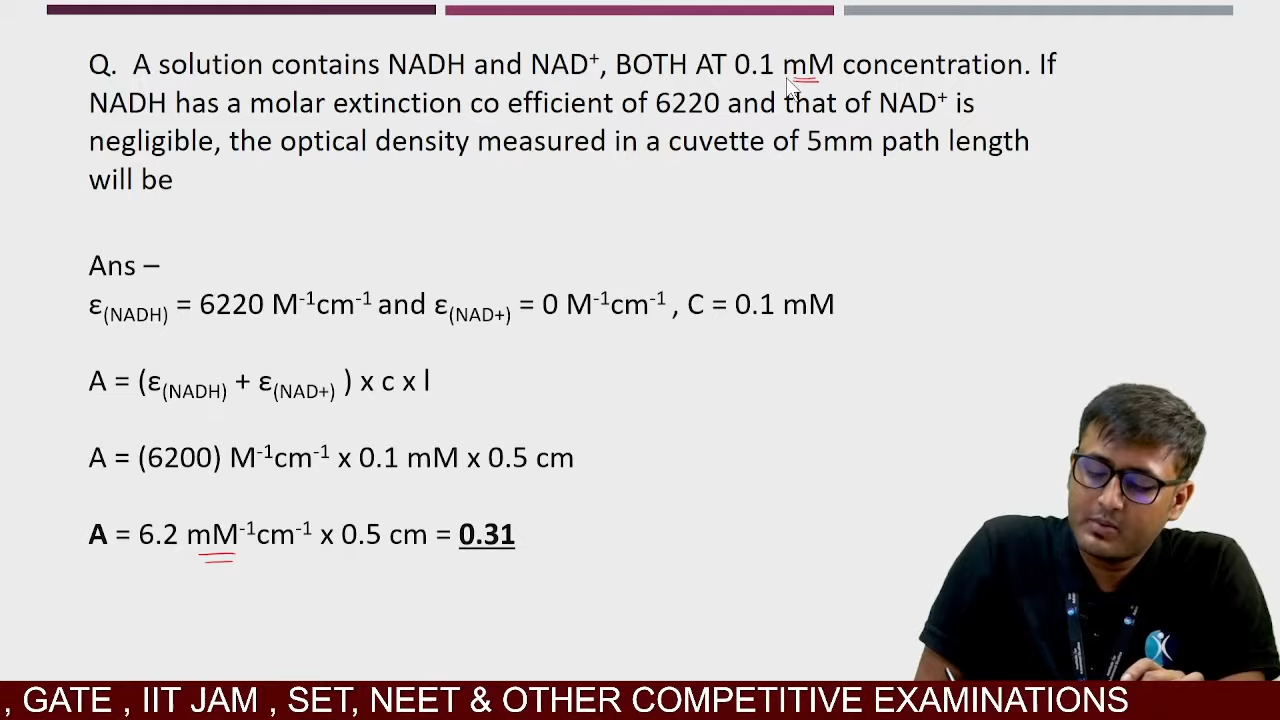 Q. A solution contains NADH and NAD⁺, BOTH AT 0.1 mM concentration. If
NADH has a molar extinction co efficient of 6220 and that of NAD⁺ is
negligible, the optical density measured in a cuvette of 5mm path length
will be
Ans –
ε(NADH) = 6220 M⁻¹cm⁻¹ and ε(NAD+) = 0 M⁻¹cm⁻¹ , C = 0.1 mM
A = (ε(NADH) + ε(NAD+) ) x c x l
A = (6200) M⁻¹cm⁻¹ x 0.1 mM x 0.5 cm
A = 6.2 mM⁻¹cm⁻¹ x 0.5 cm = 0.31
, GATE , IIT JAM , SET, NEET & OTHER COMPETITIVE EXAMINATIONS